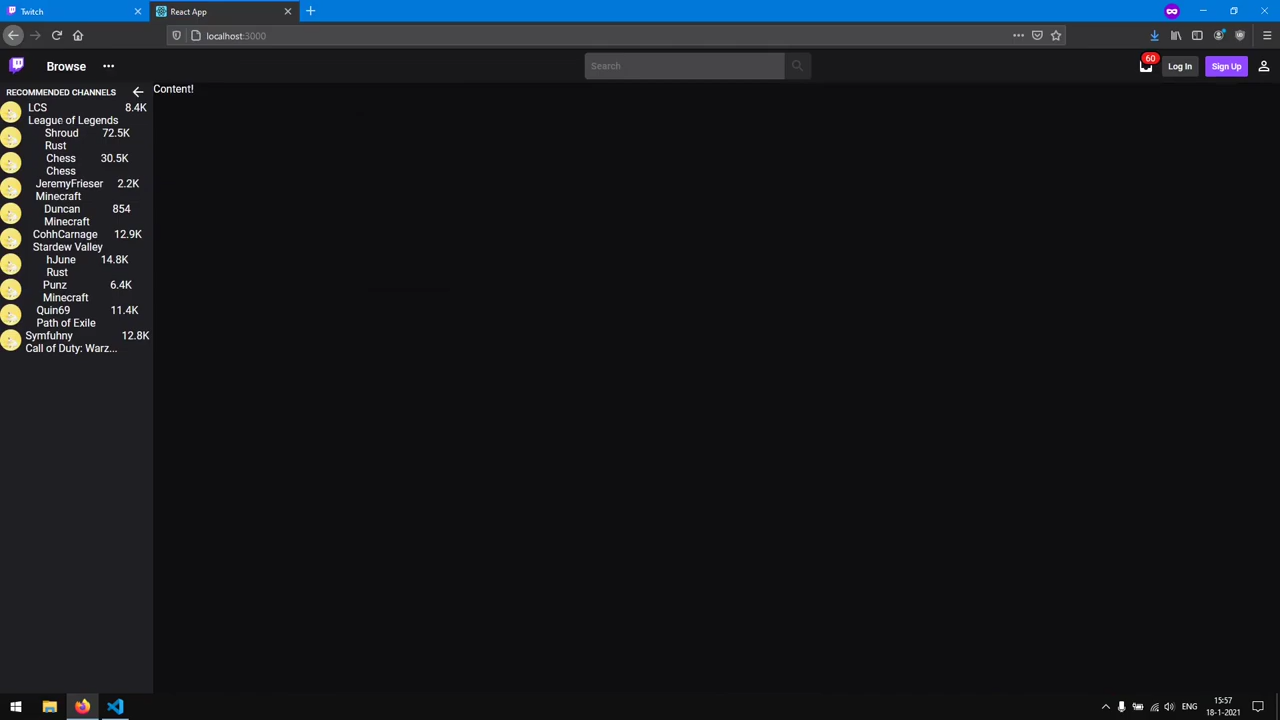 Twitch
React App
localhost:3000
Browse
Search
60
Log In
Sign Up
RECOMMENDED CHANNELS
LCS 8.4K
League of Legends
Shroud 72.5K
Rust
Chess 30.5K
Chess
JeremyFrieser 2.2K
Minecraft
Duncan 854
Minecraft
CohhCarnage 12.9K
Stardew Valley
hJune 14.8K
Rust
Punz 6.4K
Minecraft
Quin69 11.4K
Path of Exile
Symfuhny 12.8K
Call of Duty: Warz...
Content!
ENG
15:57
18-1-2021